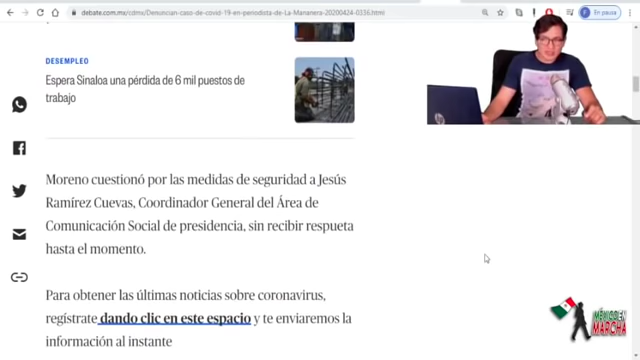 debate.com.mx/cdmx/Denuncian-caso-de-covid-19-en-periodista-de-La-Mananera-20200424-0336.html
F
En pausa
DESEMPLEO
Espera Sinaloa una pérdida de 6 mil puestos de
trabajo
Moreno cuestionó por las medidas de seguridad a Jesús
Ramírez Cuevas, Coordinador General del Área de
Comunicación Social de presidencia, sin recibir respueta
hasta el momento.
Para obtener las últimas noticias sobre coronavirus,
regístrate dando clic en este espacio y te enviaremos la
información al instante
MÉXICO EN
MARCHA